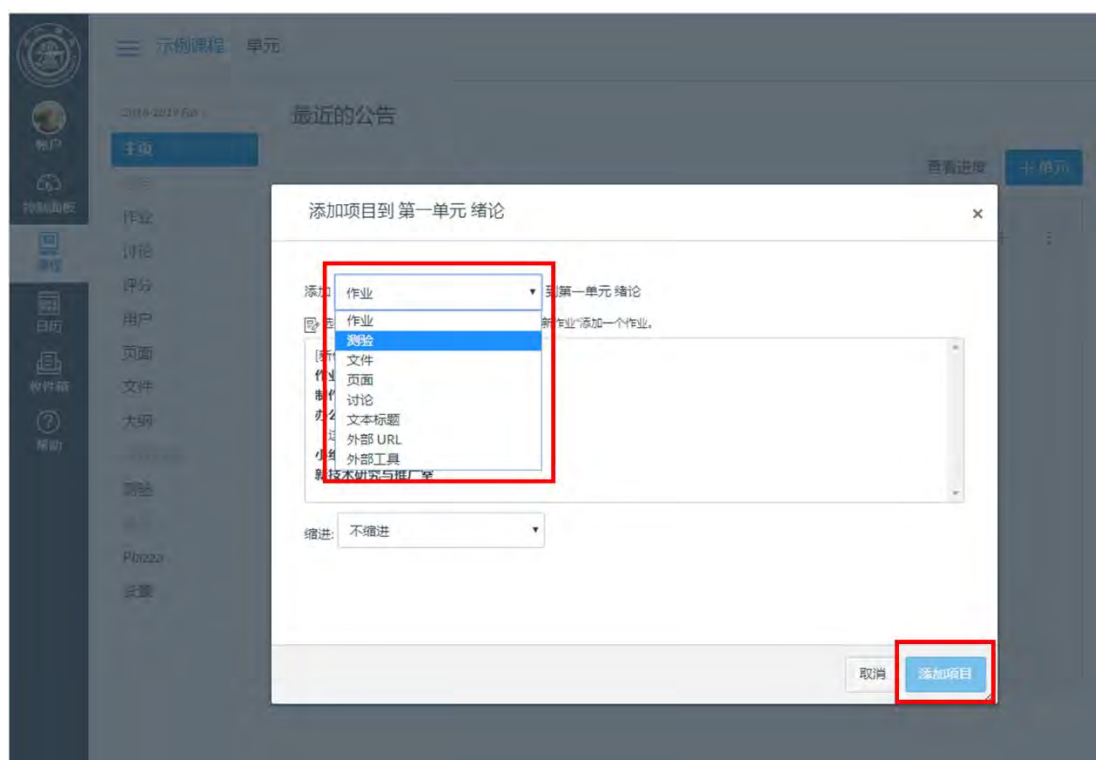 示例课程 单元
最近的公告
帐户
主页
查看进度 + 单元
控制面板
作业
添加项目到 第一单元 绪论 ×
讨论
课程
评分
添加 作业 到第一单元 绪论
用户
日历
作业 新作业”添加一个作业。
测验
页面
文件
页面
收件箱
文件
讨论
文本标题
大纲
外部 URL
帮助
外部工具
新技术研究与推广室
测验
缩进: 不缩进
Piazza
设置
取消 添加项目